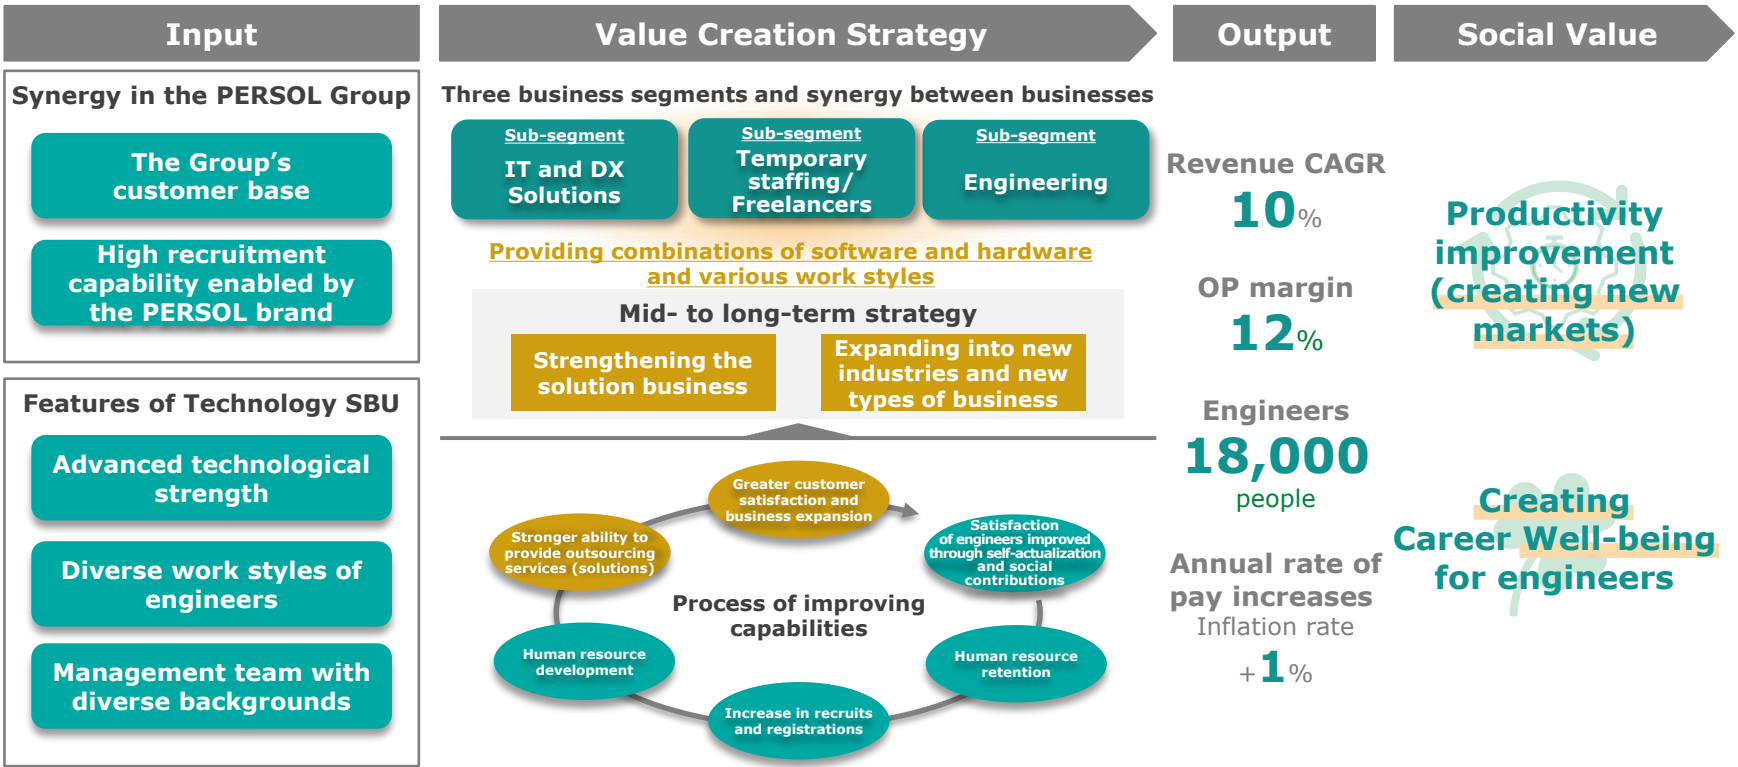 Input
Value Creation Strategy
Output
Social Value
Synergy in the PERSOL Group
The Group's
customer base
High recruitment
capability enabled by
the PERSOL brand
Features of Technology SBU
Advanced technological
strength
Diverse work styles of
engineers
Management team with
diverse backgrounds
Three business segments and synergy between businesses
Sub-segment
IT and DX
Solutions
Sub-segment
Temporary
staffing/
Freelancers
Sub-segment
Engineering
Providing combinations of software and hardware
and various work styles
Mid- to long-term strategy
Strengthening the
solution business
Expanding into new
industries and new
types of business
Greater customer
satisfaction and
business expansion
Satisfaction
of engineers improved
through self-actualization
and social
contributions
Human resource
retention
Increase in recruits
and registrations
Human resource
development
Stronger ability to
provide outsourcing
services (solutions)
Process of improving
capabilities
Revenue CAGR
10%
OP margin
12%
Engineers
18,000
people
Annual rate of
pay increases
Inflation rate
+1%
Productivity
improvement
(creating new
markets)
Creating
Career Well-being
for engineers